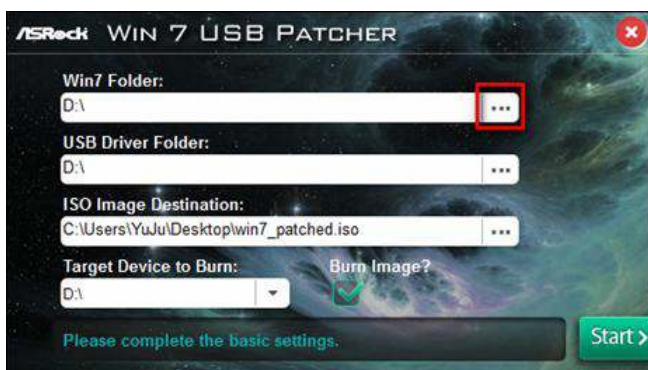 ASRock WIN 7 USB PATCHER
Win7 Folder:
D:\
...
USB Driver Folder:
D:\
...
ISO Image Destination:
C:\Users\YuJu\Desktop\win7_patched.iso
...
Target Device to Burn: Burn Image?
D:\
Please complete the basic settings.
Start >